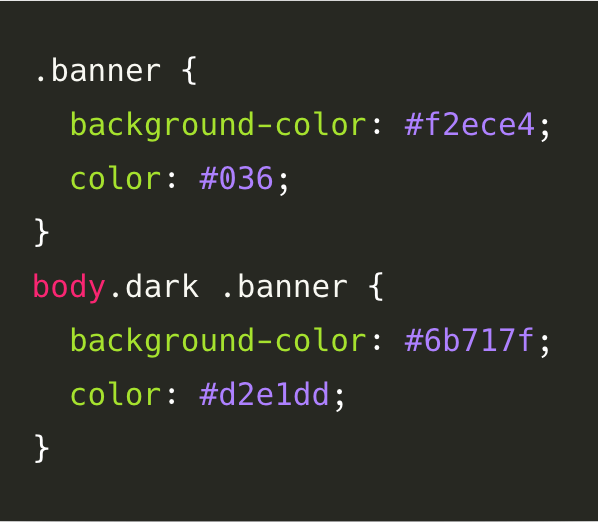 .banner {
  background-color: #f2ece4;
  color: #036;
}
body.dark .banner {
  background-color: #6b717f;
  color: #d2e1dd;
}